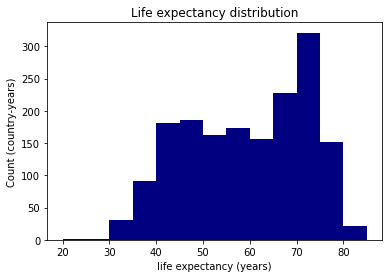 Life expectancy distribution
Count (country-years)
300
250
200
150
100
50
0
20 30 40 50 60 70 80
life expectancy (years)